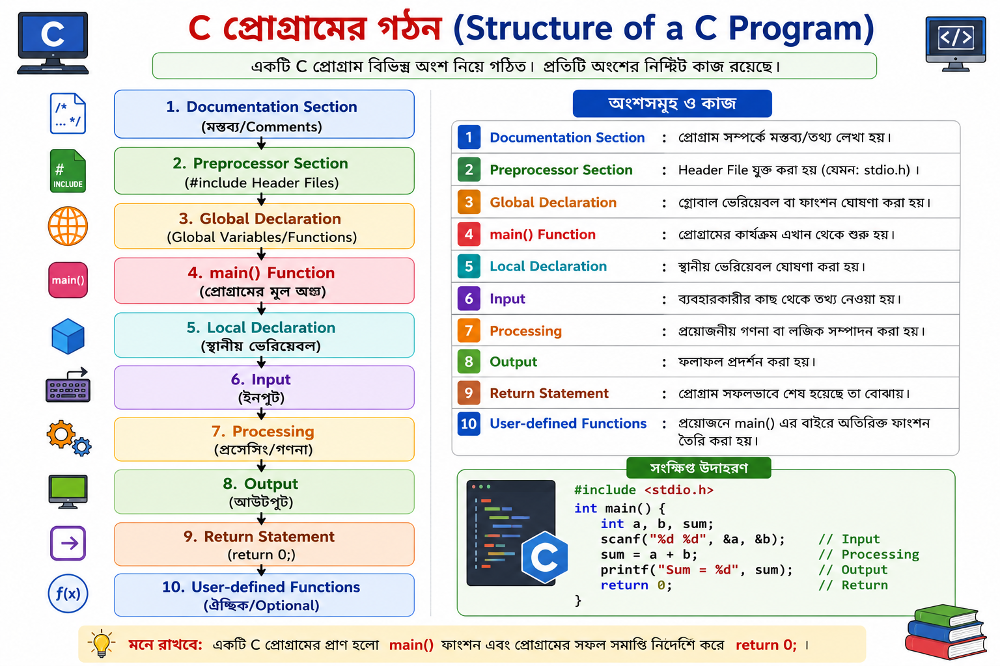 C
C প্রোগ্রামের গঠন (Structure of a C Program)
</>
একটি C প্রোগ্রাম বিভিন্ন অংশ নিয়ে গঠিত। প্রতিটি অংশের কাজ রয়েছে।
/*
... */
1. Documentation Section
(মন্তব্য/Comments)
#
INCLUDE
2. Preprocessor Section
(#include Header Files)
3. Global Declaration
(Global Variables/Functions)
main()
4. main() Function
(প্রোগ্রামের মূল
5. Local Declaration
(স্থানীয় ভেরিয়েবল)
6. Input
(ইনপুট)
7. Processing
(প্রসেসিং/গণনা)
8. Output
(আউটপুট)
9. Return Statement
(return 0;)
f(x)
10. User-defined Functions
(ঐচ্ছিক/Optional)
অংশসমুহ ও কাজ
1 Documentation Section : প্রোগ্রাম সম্পর্কে মন্তব্য/তথ্য লেখা হয়।
2 Preprocessor Section : Header File যুক্ত করা হয় (যেমন: stdio.h) ।
3 Global Declaration : গ্লোবাল ভেরিয়েবল বা ফাংশন ঘোষণা করা হয়।
4 main() Function : প্রোগ্রামের কার্যক্রম এখান থেকে শুরু হয়।
5 Local Declaration : স্থানীয় ভেরিয়েবল ঘোষণা করা হয়।
6 Input : ব্যবহারকারীর কাছ থেকে তথ্য নেওয়া হয়।
7 Processing : প্রয়োজনীয় গণনা বা লজিক সম্পাদন করা হয়।
8 Output : ফলাফল প্রদর্শন করা হয়।
9 Return Statement : প্রোগ্রাম সফলভাবে শেষ হয়েছে তা বোঝায়।
10 User-defined Functions : প্রয়োজনে main() এর বাইরে অতিরিক্ত ফাংশন
তৈরি করা হয়।
সংক্ষিপ্ত উদাহরণ
C
#include <stdio.h>
int main() {
int a, b, sum;
scanf("%d %d", &a, &b); // Input
sum = a + b; // Processing
printf("Sum = %d", sum); // Output
return 0; // Return
}
মনে রাখবে: একটি C প্রোগ্রামের প্রাণ হলো main() ফাংশন এবং প্রোগ্রামের সফল সমাপ্তি করে return 0; ।